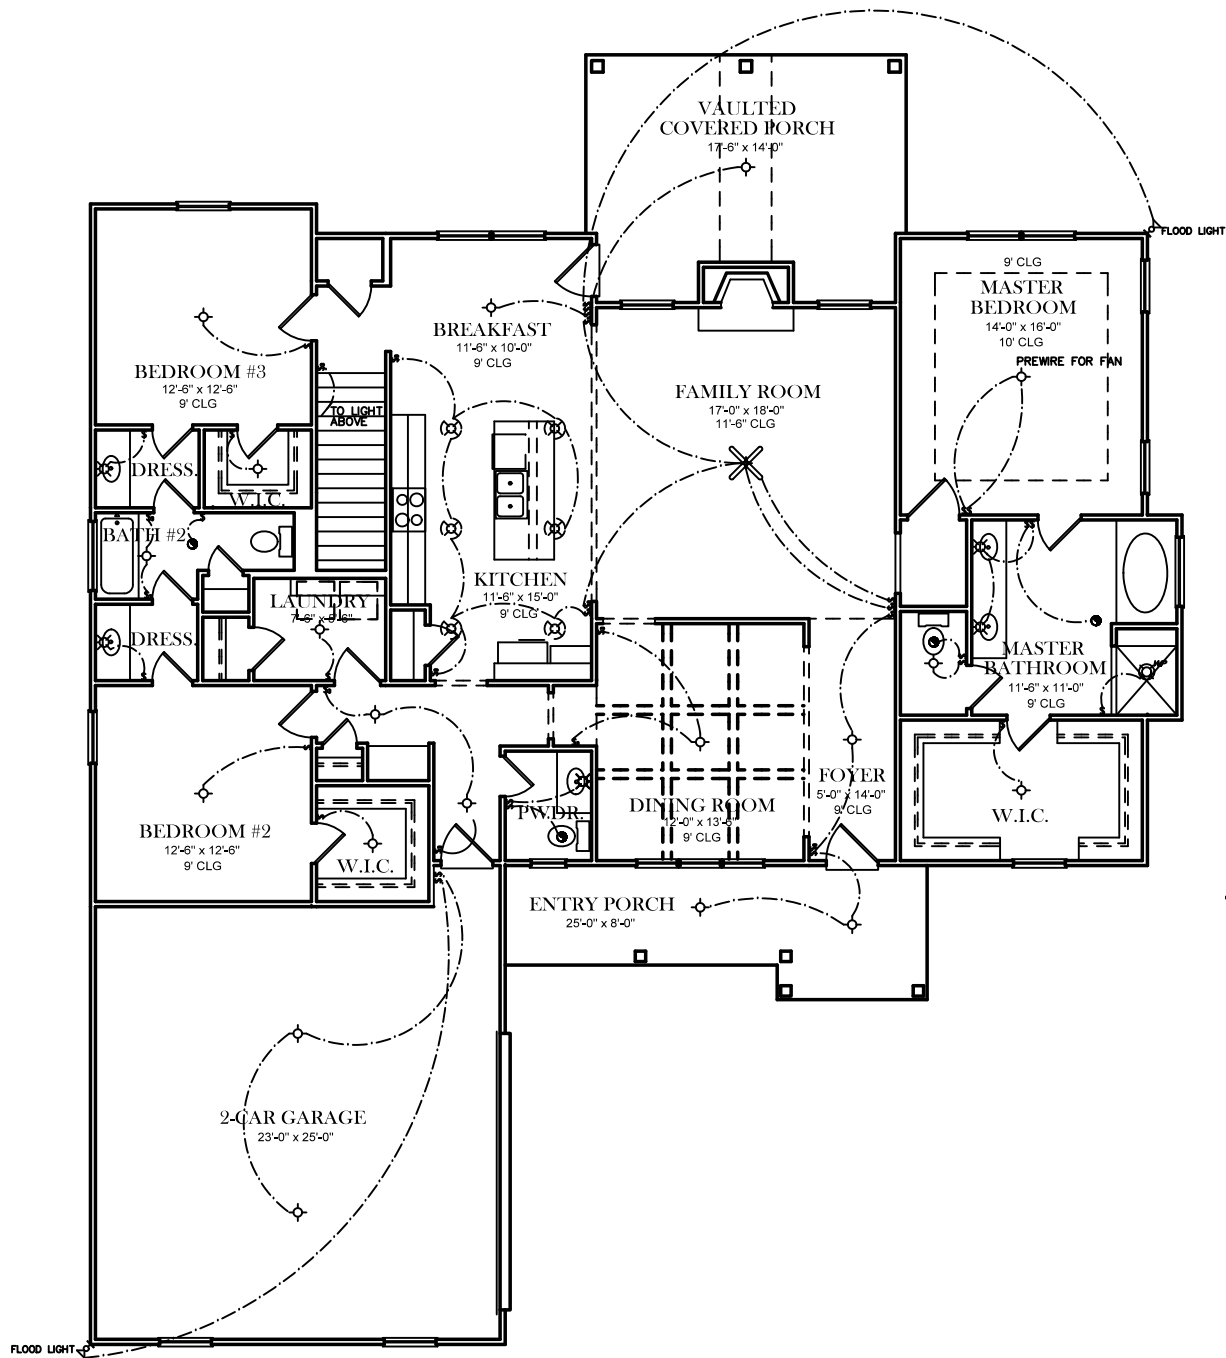 VAULTED
COVERED PORCH
17'-6" x 14'-0"
FLOOD LIGHT
9' CLG
MASTER
BEDROOM
14'-0" x 16'-0"
10' CLG
PREWIRE FOR FAN
BREAKFAST
11'-6" x 10'-0"
9' CLG
BEDROOM #3
12'-6" x 12'-6"
9' CLG
FAMILY ROOM
17'-0" x 18'-0"
11'-6" CLG
TO LIGHT
ABOVE
DRESS.
W.I.C.
BATH #2
KITCHEN
11'-6" x 15'-0"
9' CLG
LAUNDRY
DRESS.
MASTER
BATHROOM
11'-6" x 11'-0"
9' CLG
FOYER
5'-0" x 14'-0"
9' CLG
DINING ROOM
12'-0" x 13'-6"
9' CLG
PWDR.
W.I.C.
BEDROOM #2
12'-6" x 12'-6"
9' CLG
W.I.C.
ENTRY PORCH
25'-0" x 8'-0"
2-CAR GARAGE
23'-0" x 25'-0"
FLOOD LIGHT